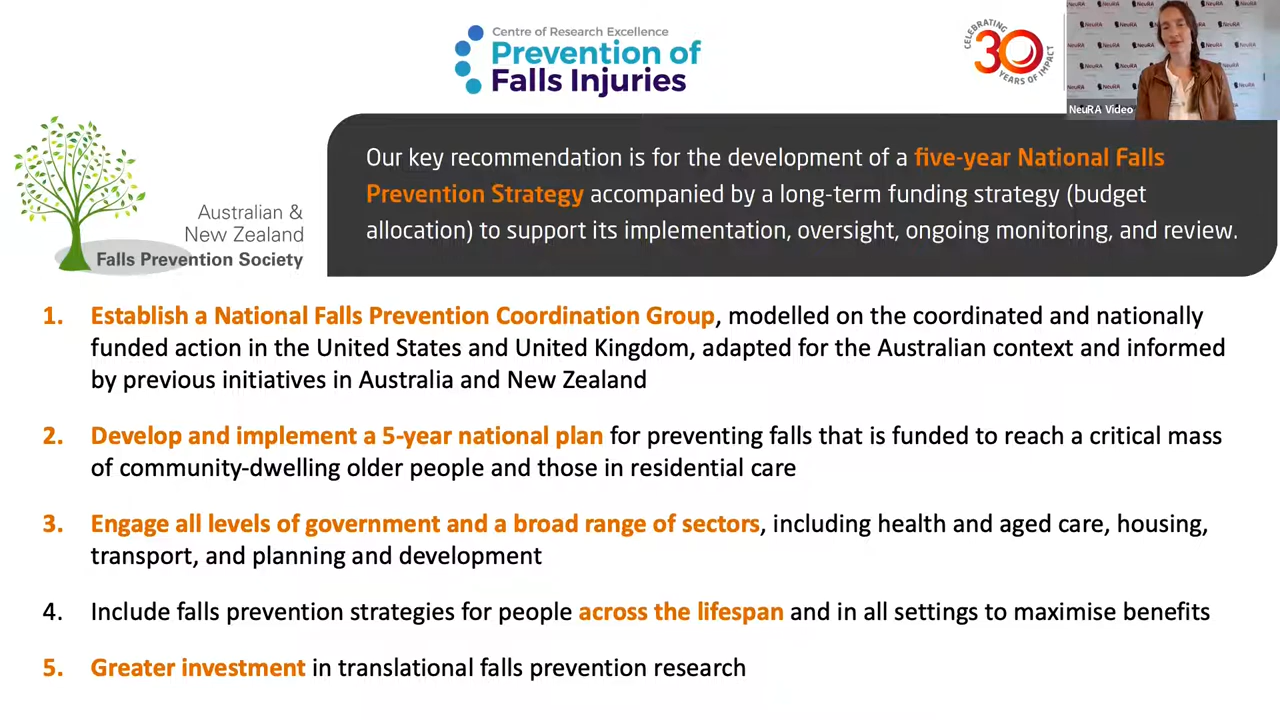 Centre of Research Excellence
Prevention of
Falls Injuries
CELEBRATING
30
YEARS OF IMPACT
NeuRA Video
Australian &
New Zealand
Falls Prevention Society
Our key recommendation is for the development of a five-year National Falls
Prevention Strategy accompanied by a long-term funding strategy (budget
allocation) to support its implementation, oversight, ongoing monitoring, and review.
1. Establish a National Falls Prevention Coordination Group, modelled on the coordinated and nationally
funded action in the United States and United Kingdom, adapted for the Australian context and informed
by previous initiatives in Australia and New Zealand
2. Develop and implement a 5-year national plan for preventing falls that is funded to reach a critical mass
of community-dwelling older people and those in residential care
3. Engage all levels of government and a broad range of sectors, including health and aged care, housing,
transport, and planning and development
4. Include falls prevention strategies for people across the lifespan and in all settings to maximise benefits
5. Greater investment in translational falls prevention research